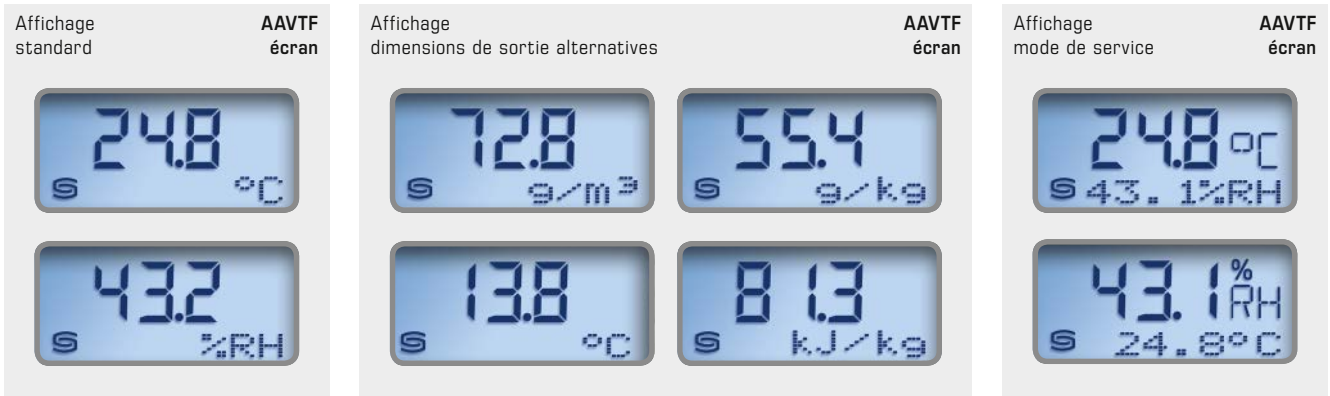 Affichage AAVTF
standard écran
24.8
°C
43.2
%RH
Affichage AAVTF
dimensions de sortie alternatives écran
72.8
g/m³
55.4
g/kg
13.8
°C
81.3
kJ/kg
Affichage AAVTF
mode de service écran
24.8 °C
43.1%RH
43.1 % RH
24.8°C